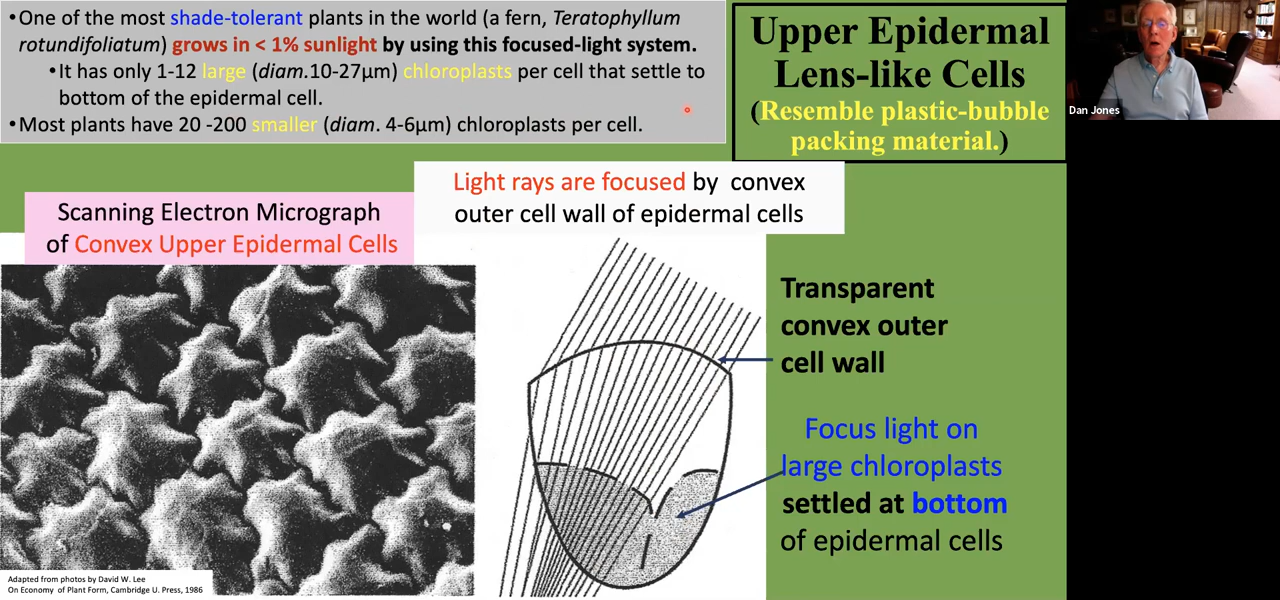 •One of the most shade-tolerant plants in the world (a fern, Teratophyllum
rotundifoliatum) grows in < 1% sunlight by using this focused-light system.
•It has only 1-12 large (diam.10-27µm) chloroplasts per cell that settle to
bottom of the epidermal cell.
•Most plants have 20 -200 smaller (diam. 4-6µm) chloroplasts per cell.
Upper Epidermal
Lens-like Cells
(Resemble plastic-bubble
packing material.)
Dan Jones
Light rays are focused by convex
outer cell wall of epidermal cells
Scanning Electron Micrograph
of Convex Upper Epidermal Cells
Transparent
convex outer
cell wall
Focus light on
large chloroplasts
settled at bottom
of epidermal cells
Adapted from photos by David W. Lee
On Economy of Plant Form, Cambridge U. Press, 1986